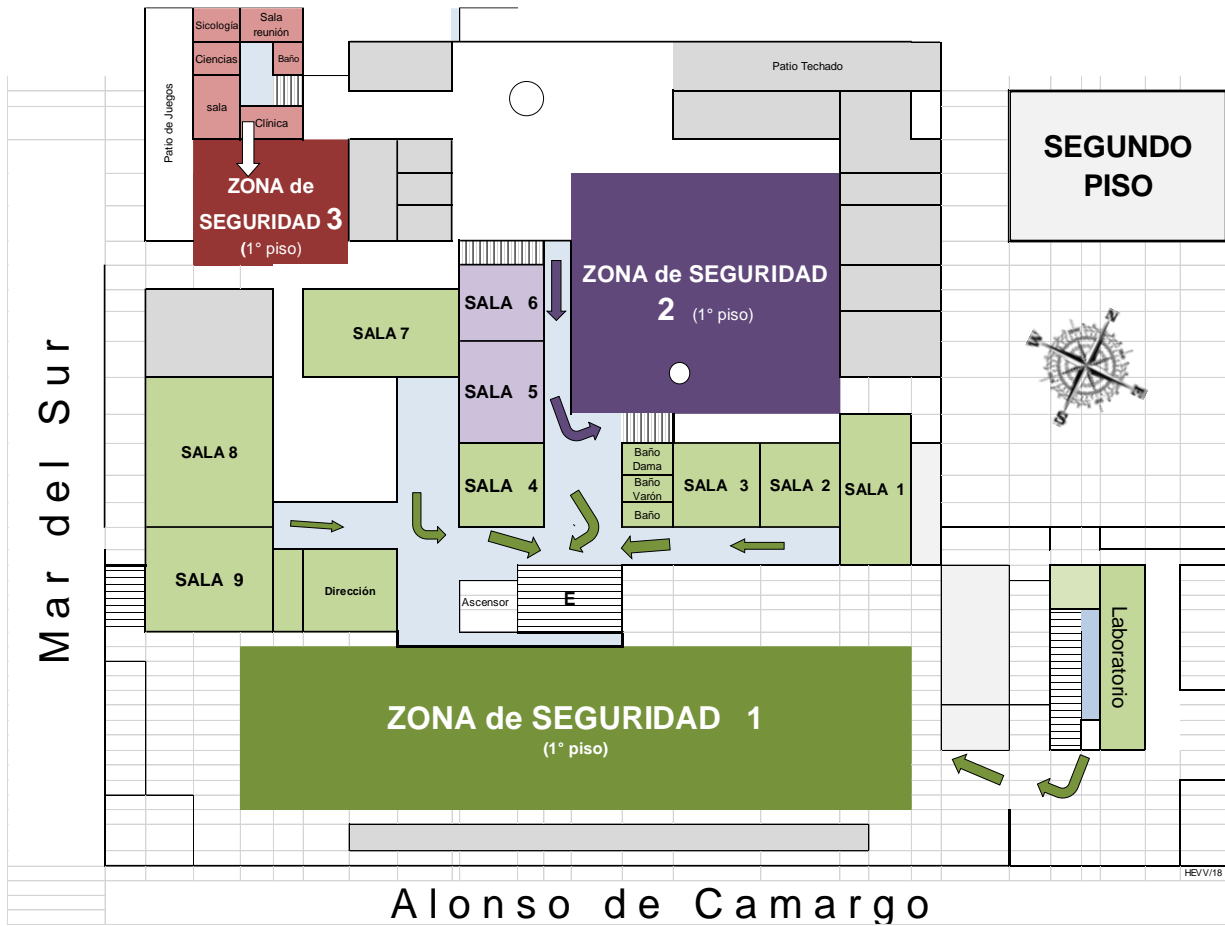 Sicología
Sala
reunión
Ciencias
Baño
sala
Clínica
Patio de Juegos
Patio Techado
SEGUNDO
PISO
ZONA de
SEGURIDAD 3
(1° piso)
ZONA de SEGURIDAD
2 (1° piso)
SALA 6
SALA 7
SALA 5
SALA 4
SALA 8
SALA 9
Dirección
Baño
Dama
Baño
Varón
Baño
SALA 3
SALA 2
SALA 1
N
W
E
S
Ascensor
E
Laboratorio
ZONA de SEGURIDAD 1
(1° piso)
Mar del Sur
HEVV/18
Alonso de Camargo